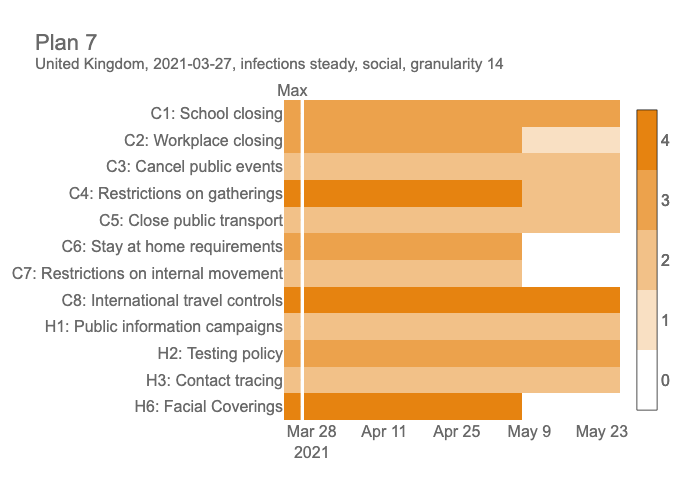 Plan 7
United Kingdom, 2021-03-27, infections steady, social, granularity 14
Max
C1: School closing
C2: Workplace closing
C3: Cancel public events
C4: Restrictions on gatherings
C5: Close public transport
C6: Stay at home requirements
C7: Restrictions on internal movement
C8: International travel controls
H1: Public information campaigns
H2: Testing policy
H3: Contact tracing
H6: Facial Coverings
Mar 28 Apr 11 Apr 25 May 9 May 23
2021
4
3
2
1
0